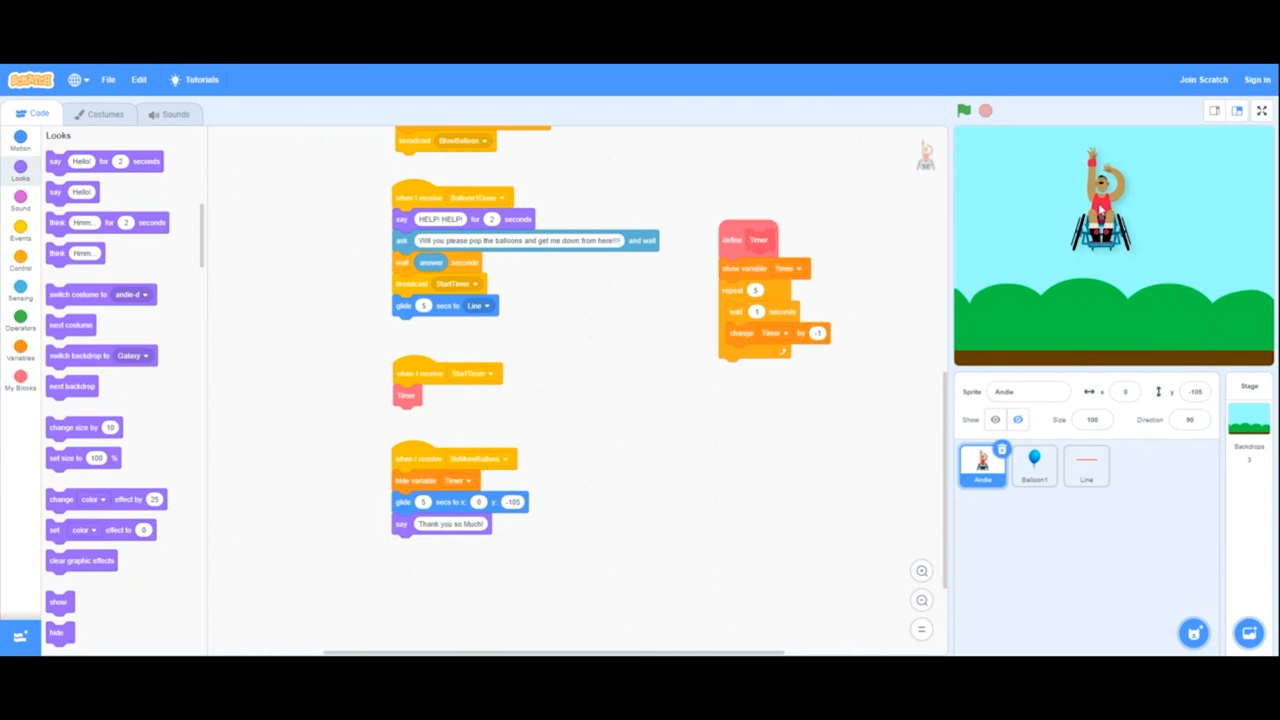 SCRATCH File Edit Tutorials Join Scratch Sign in
Code Costumes Sounds
Motion
Looks
Sound
Events
Control
Sensing
Operators
Variables
My Blocks
Looks
say Hello! for 2 seconds
say Hello!
think Hmm... for 2 seconds
think Hmm...
switch costume to andie-d
next costume
switch backdrop to Galaxy
next backdrop
change size by 10
set size to 100 %
change color effect by 25
set color effect to 0
clear graphic effects
show
hide
broadcast BlowBalloon
when I receive Balloon1Done
say HELP! HELP! for 2 seconds
ask Will you please pop the balloons and get me down from here!!!! and wait
wait answer seconds
broadcast StartTimer
glide 5 secs to Line
when I receive StartTimer
Timer
when I receive NoMoreBallons
hide variable Timer
glide 5 secs to x: 0 y: -105
say Thank you so Much!
define Timer
show variable Timer
repeat 5
wait 1 seconds
change Timer by -1
Sprite Andie x 0 y -105
Show Size 100 Direction 90
Andie Balloon1 Line
Stage
Backdrops
3